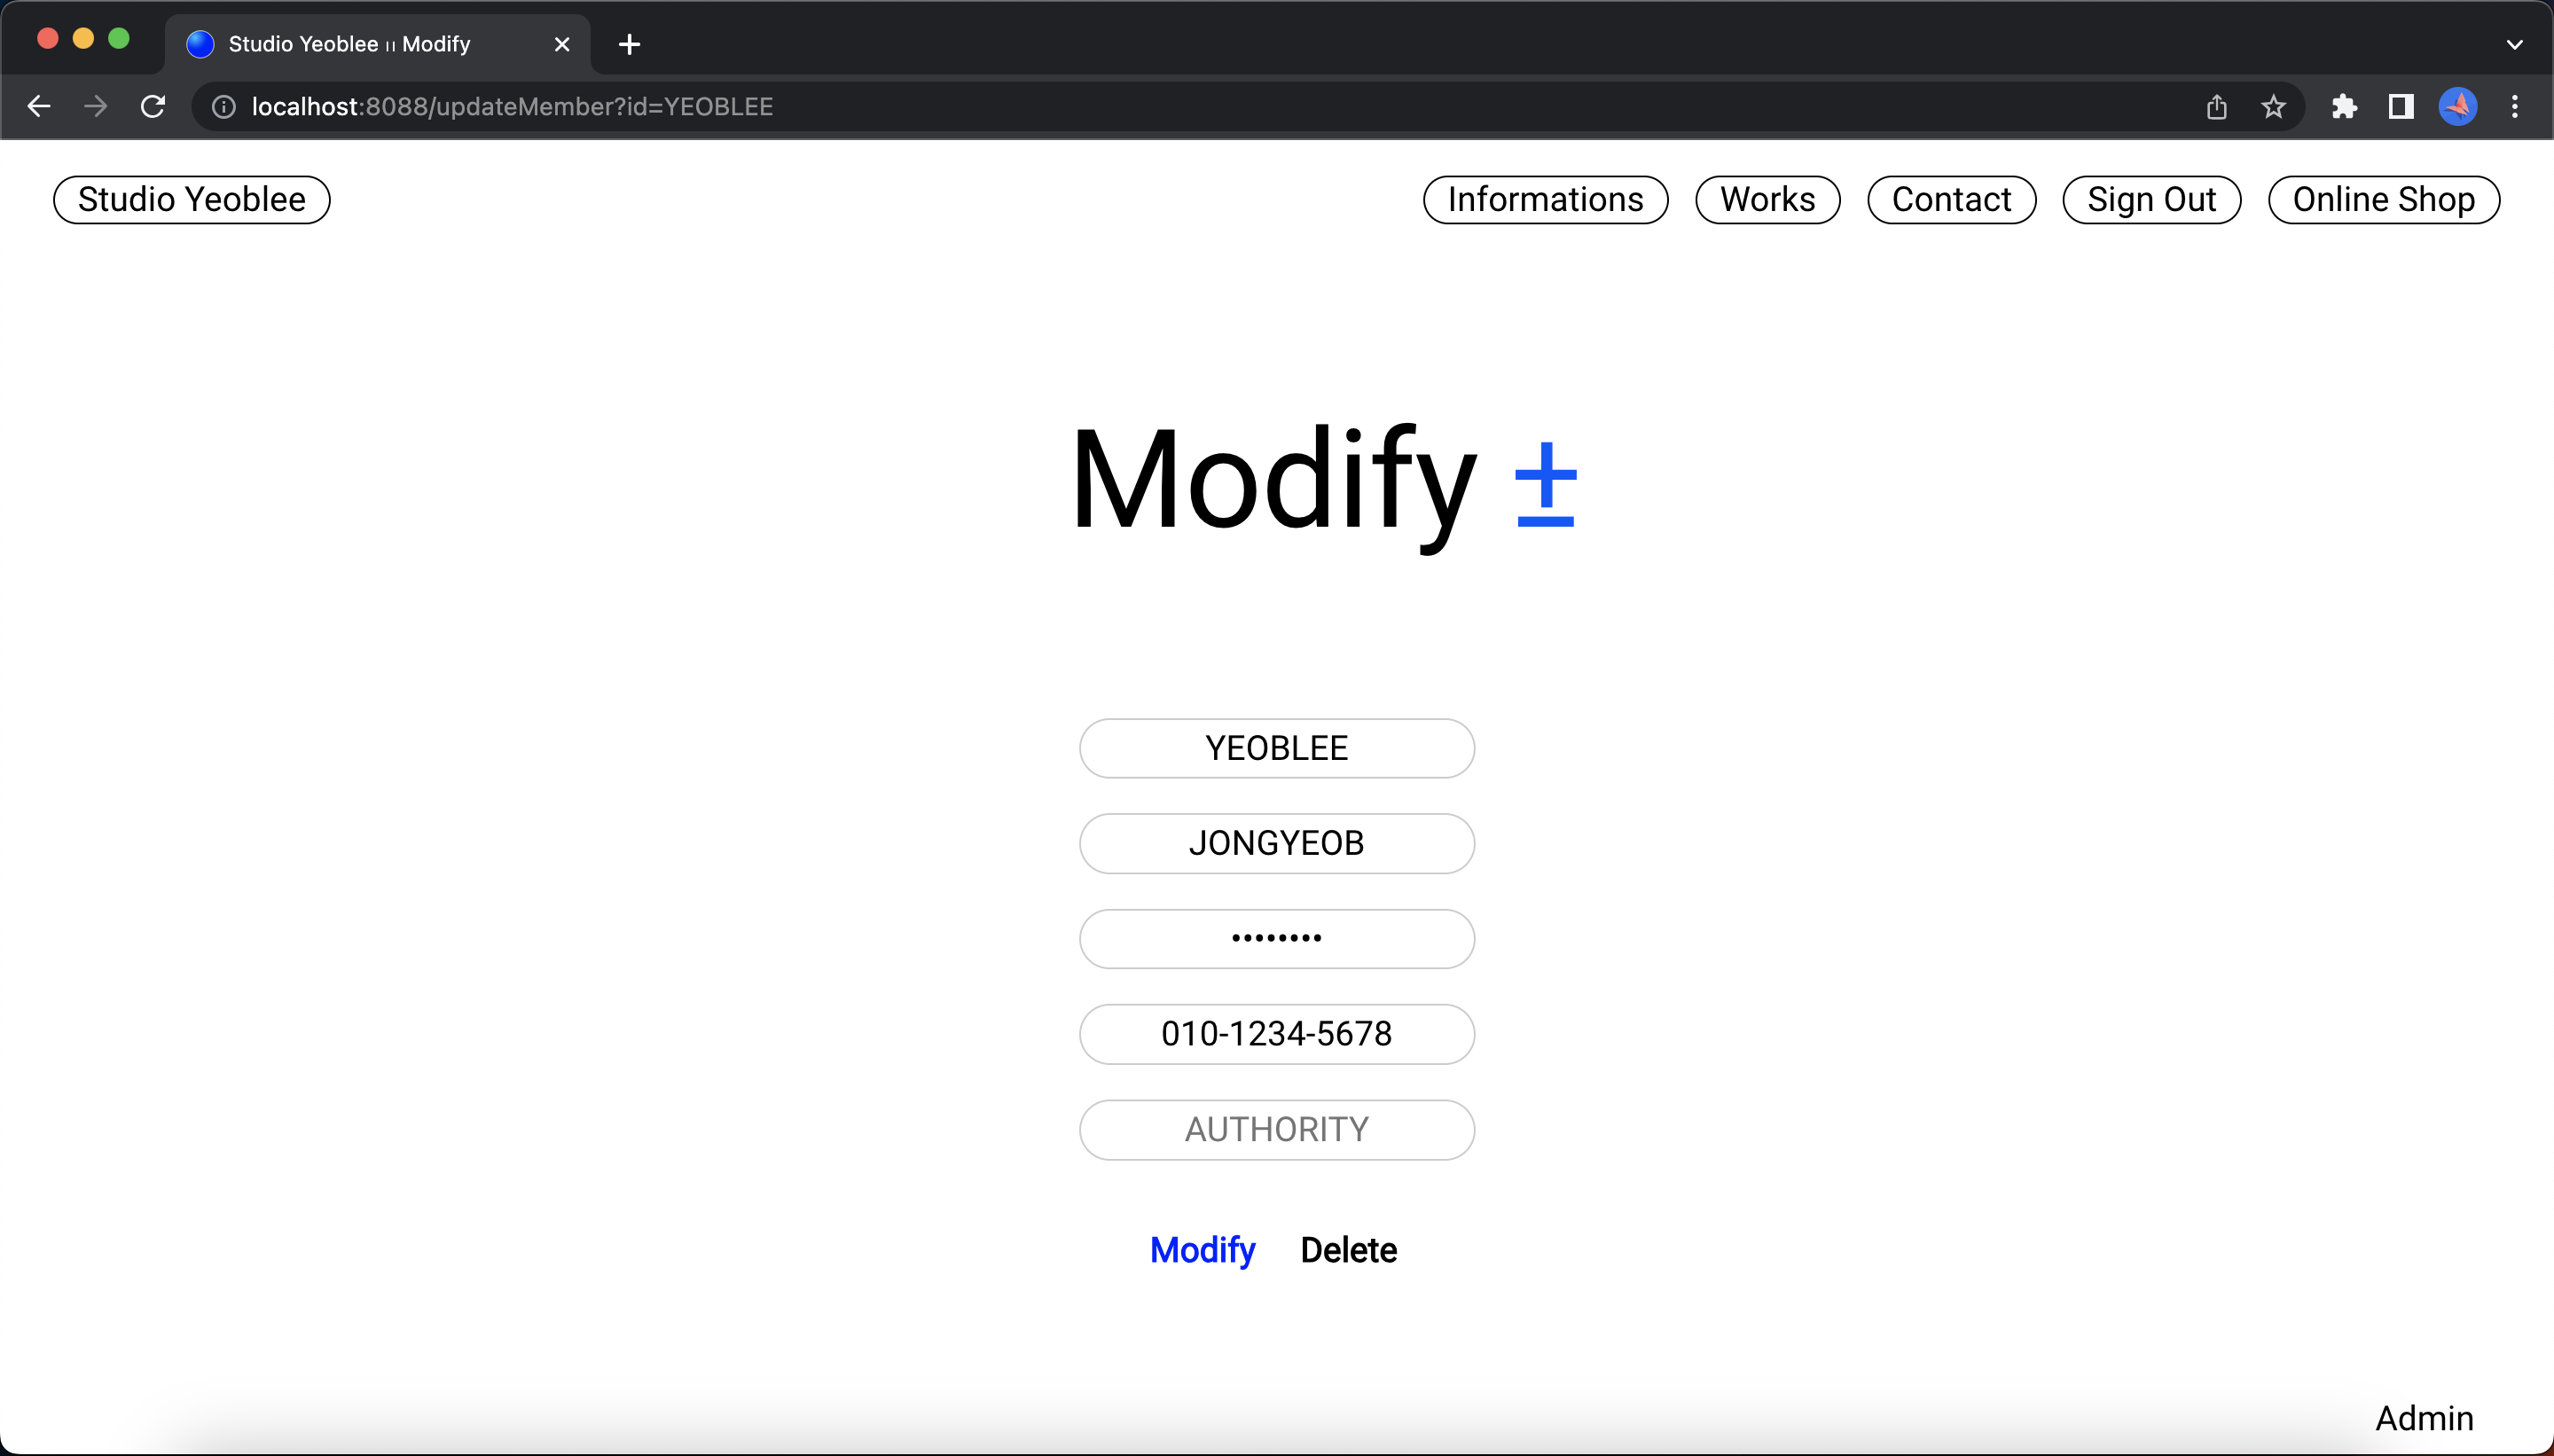 Studio Yeoblee ıı Modify
localhost:8088/updateMember?id=YEOBLEE
Studio Yeoblee
Informations
Works
Contact
Sign Out
Online Shop
Modify ±
YEOBLEE
JONGYEOB
••••••••
010-1234-5678
AUTHORITY
Modify
Delete
Admin